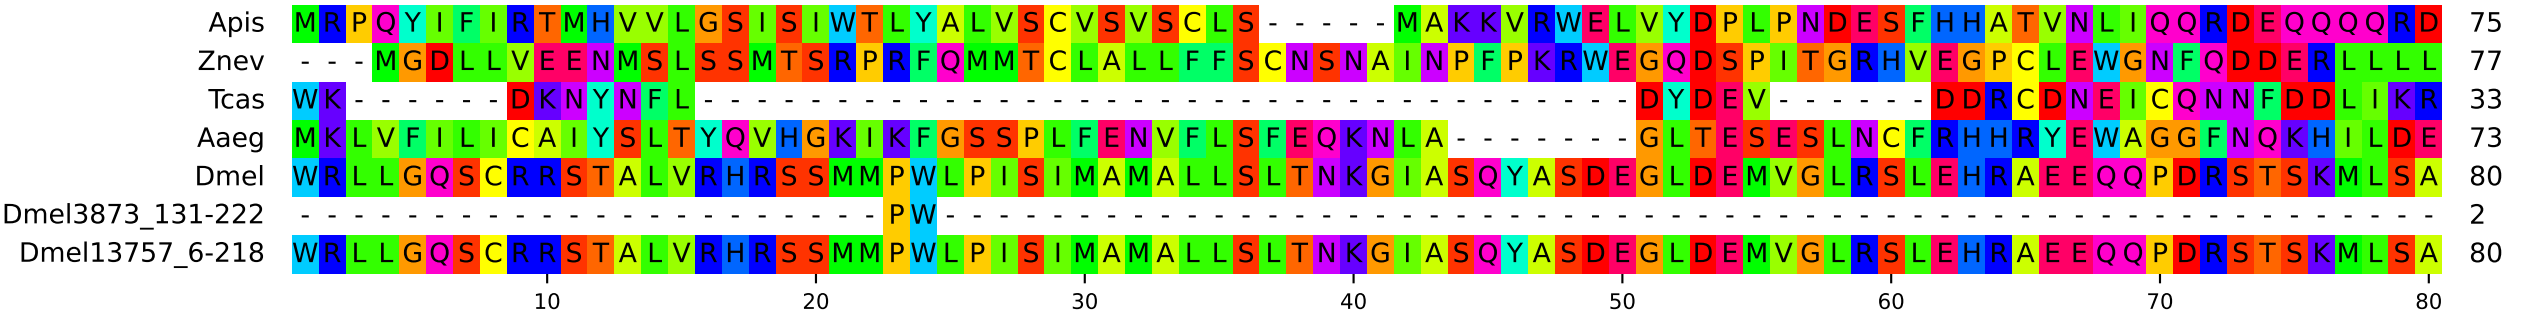 Apis MRPQYIFIRTMHVVLGSISIWTLYALVSCVSVSCLS-----MAKKVRWELVYDPLPNDESFHHATVNLIQQRDEQQQQRD 75
Znev ---MGDLLVEENMSLSSMTSRPRFQMMTCLALLFFSCNSNAINPFPKRWEGQDSPITGRHVEGPCLEWGNFQDDERLLLL 77
Tcas WK------DKNYNFL-----------------------------------DYDEV------DDRCDNEICQNNFDDLIKR 33
Aaeg MKLVFILICAIYSLTYQVHGKIKFGSSPLFENVFLSFEQKNLA-------GLTESESLNCFRHHRYEWAGGFNQKHILDE 73
Dmel WRLLGQSCRRSTALVRHRSSMMPWLPISIMAMALLSLTNKGIASQYASDEGLDEMVGLRSLEHRAEEQQPDRSTSKMLSA 80
Dmel3873_131-222 ----------------------PW-------------------------------------------------------- 2
Dmel13757_6-218 WRLLGQSCRRSTALVRHRSSMMPWLPISIMAMALLSLTNKGIASQYASDEGLDEMVGLRSLEHRAEEQQPDRSTSKMLSA 80
10 20 30 40 50 60 70 80